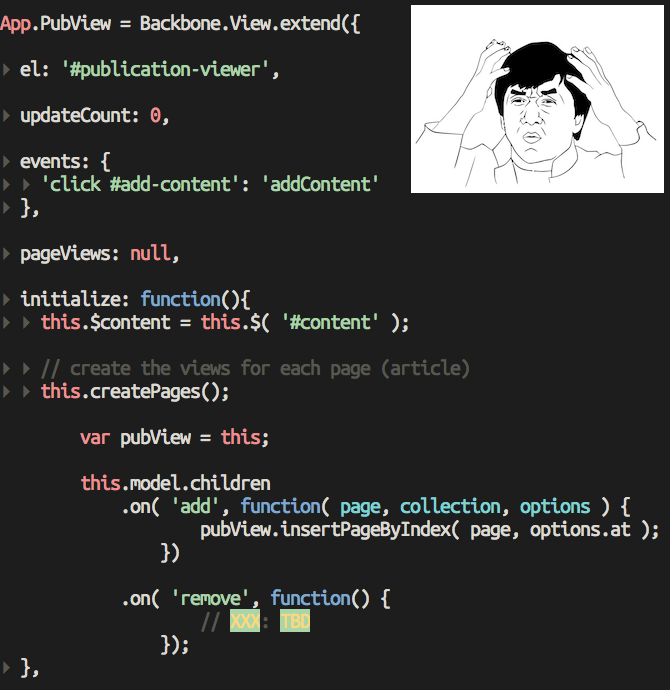 App.PubView = Backbone.View.extend({
el: '#publication-viewer',
updateCount: 0,
events: {
'click #add-content': 'addContent'
},
pageViews: null,
initialize: function(){
this.$content = this.$( '#content' );
// create the views for each page (article)
this.createPages();
var pubView = this;
this.model.children
.on( 'add', function( page, collection, options ) {
pubView.insertPageByIndex( page, options.at );
})
.on( 'remove', function() {
// XXX: TBD
});
},